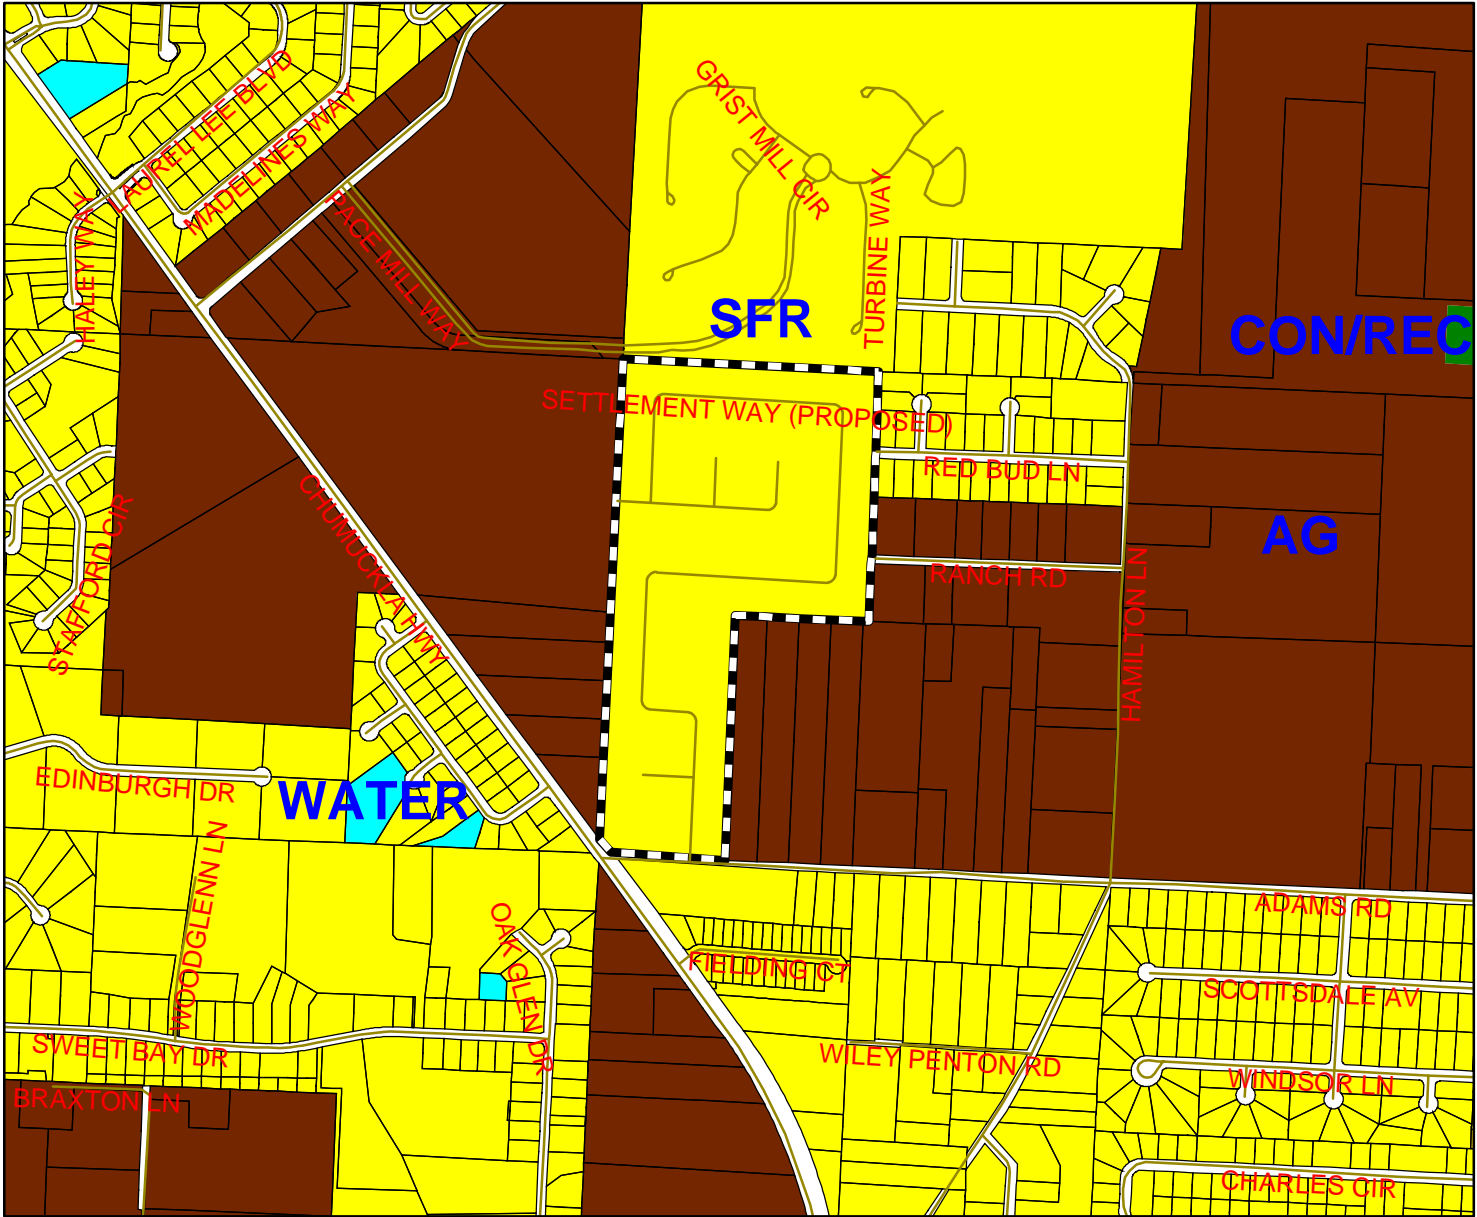 GRIST MILL CIR
LAUREL LEE BLVD
MADELINES WAY
HALEY WAY
PACE MILL WAY
TURBINE WAY
SFR
CON/REC
SETTLEMENT WAY (PROPOSED)
RED BUD LN
CHUMUCKLA HWY
STAFFORD CIR
AG
RANCH RD
HAMILTON LN
EDINBURGH DR
WATER
WOODGLENN LN
OAK GLEN DR
ADAMS RD
FIELDING CT
SCOTTSDALE AV
SWEET BAY DR
WILEY PENTON RD
WINDSOR LN
BRAXTON LN
CHARLES CIR